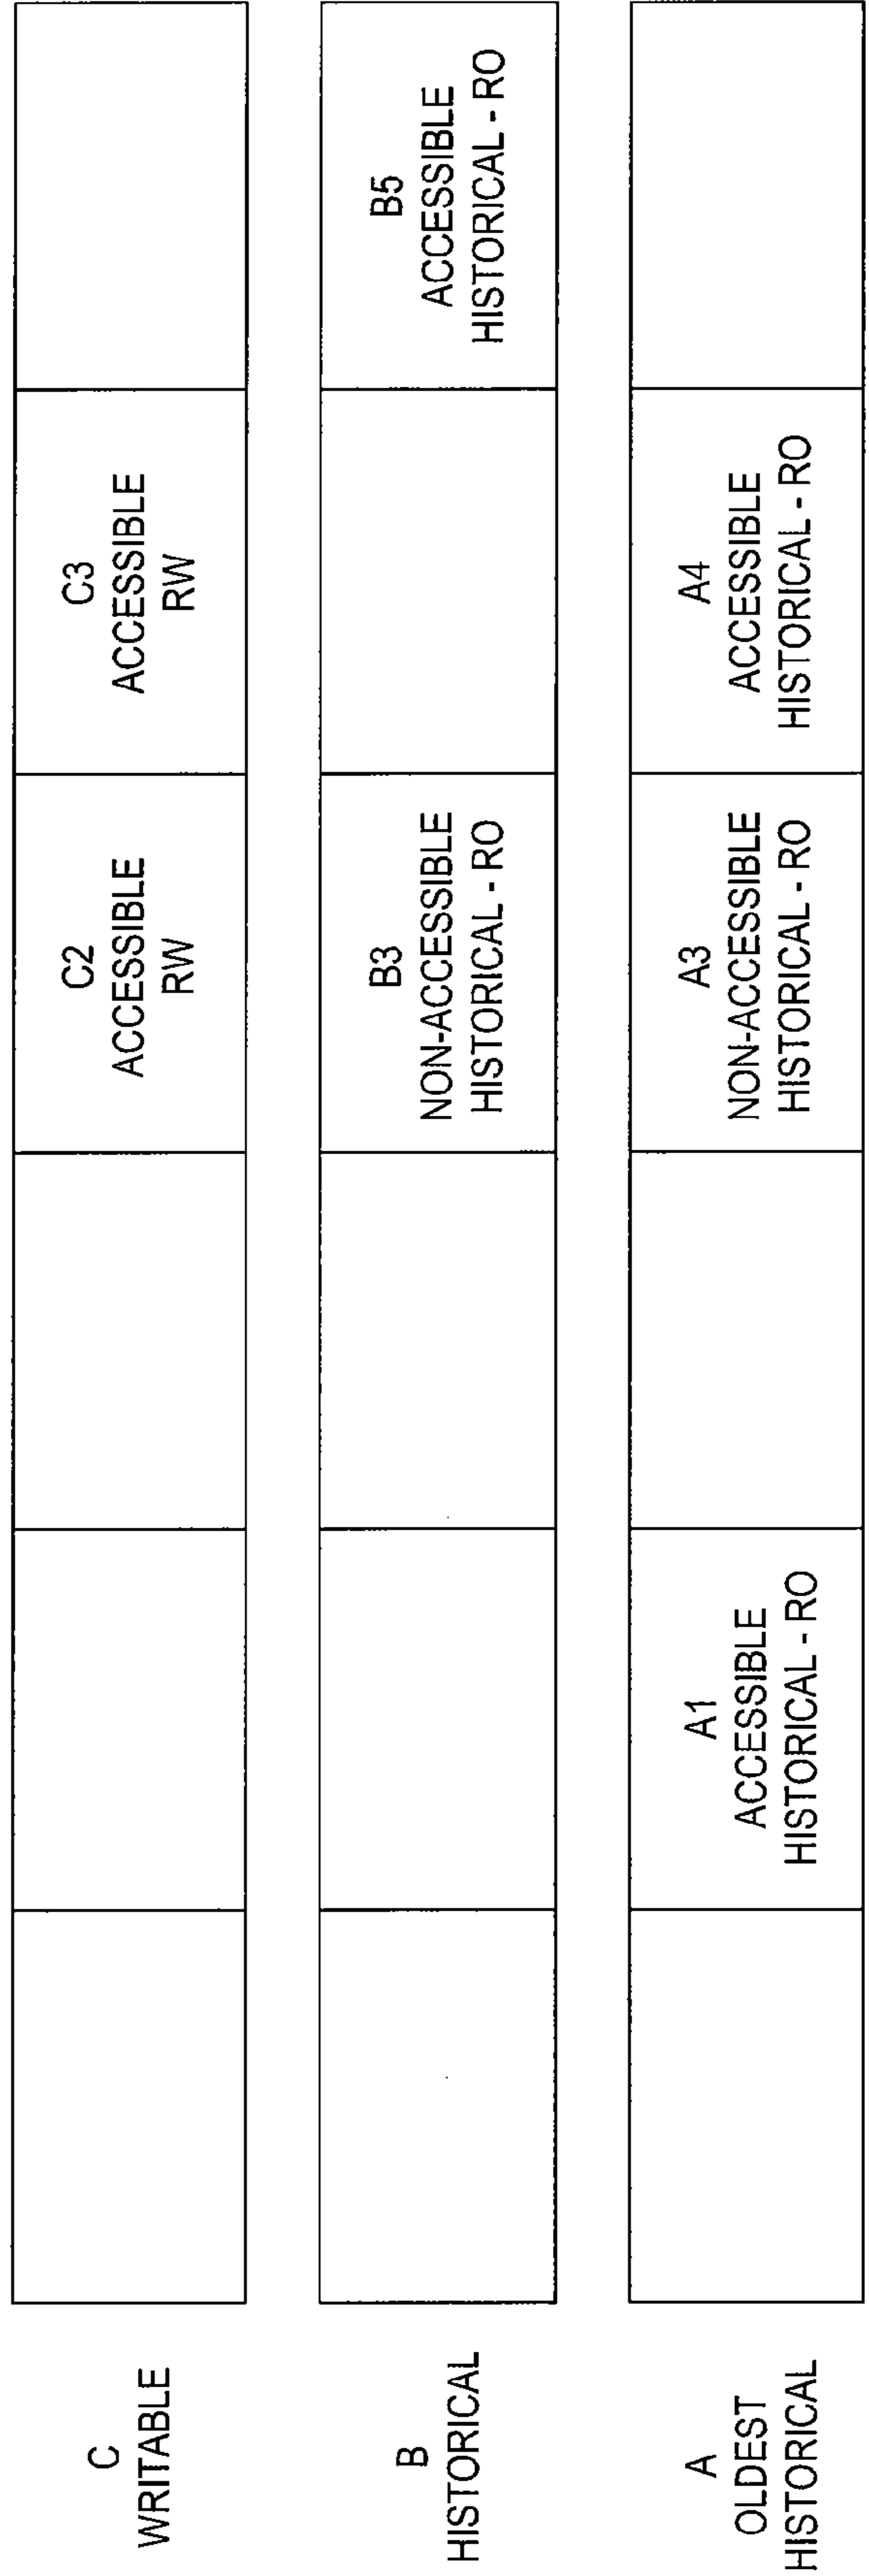 C
WRITABLE
C2
ACCESSIBLE
RW
C3
ACCESSIBLE
RW
B
HISTORICAL
B3
NON-ACCESSIBLE
HISTORICAL - RO
B5
ACCESSIBLE
HISTORICAL - RO
A
OLDEST
HISTORICAL
A1
ACCESSIBLE
HISTORICAL - RO
A3
NON-ACCESSIBLE
HISTORICAL - RO
A4
ACCESSIBLE
HISTORICAL - RO